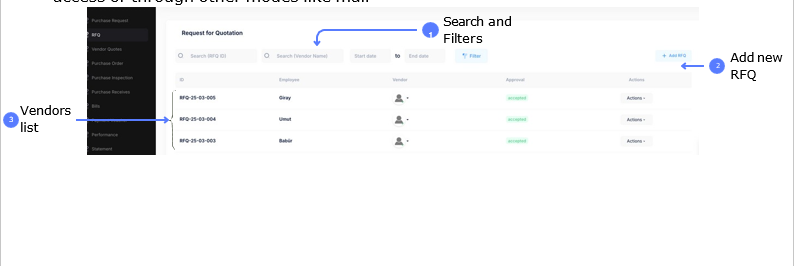 access or through other modes like mail
Purchase Request
RFQ
Vendor Quotes
Purchase Order
Purchase Inspection
Purchase Receives
Bills
Performance
Statement
Request for Quotation
Search (RFQ ID)
Search (Vendor Name)
Start date
to
End date
Filter
+ Add RFQ
ID
Employee
Vendor
Approval
Actions
RFQ-25-03-005
Giray
accepted
Actions
RFQ-25-03-004
Umut
accepted
Actions
RFQ-25-03-003
Babür
accepted
Actions
1
Search and
Filters
2
Add new
RFQ
3
Vendors
list